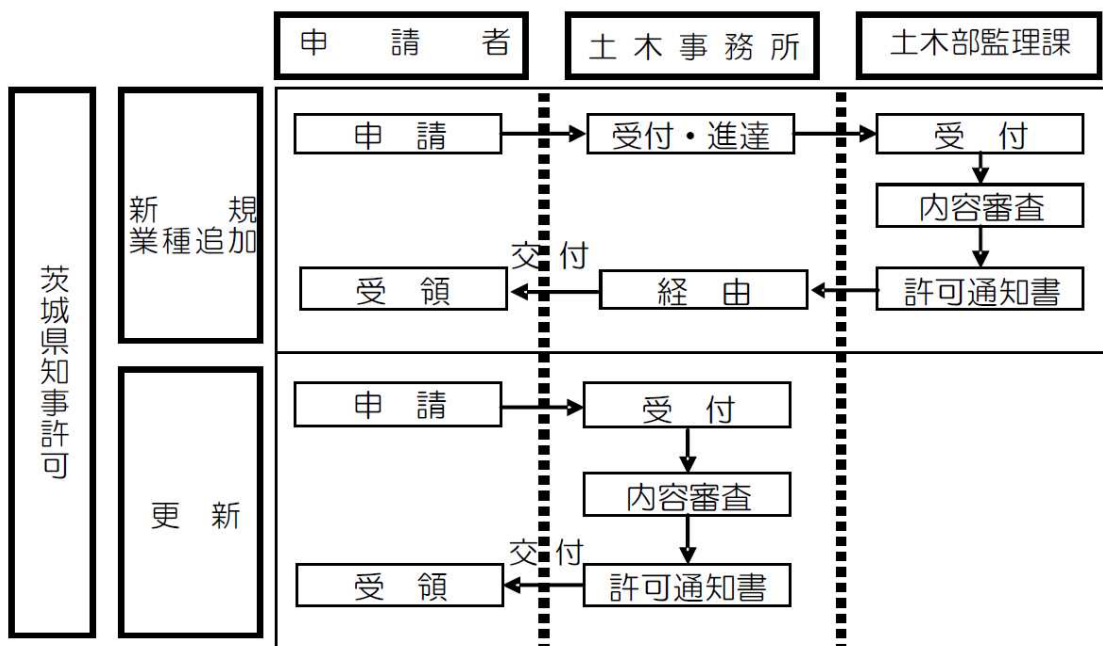 申請者
土木事務所
土木部監理課
茨城県知事許可
新規
業種追加
申請
受付・進達
受付
内容審査
許可通知書
経由
交付
受領
更新
申請
受付
内容審査
許可通知書
交付
受領